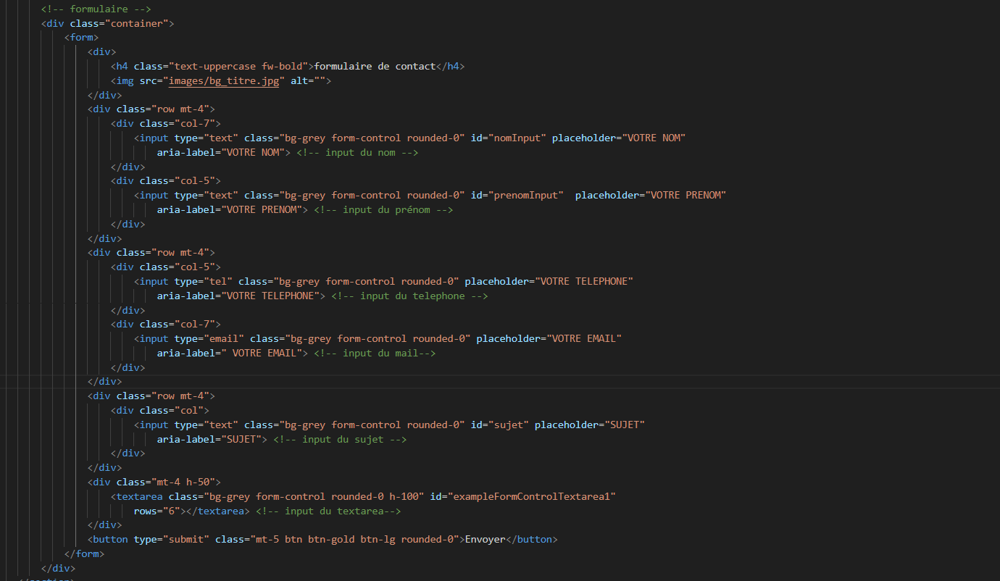 <!-- formulaire -->
<div class="container">
<form>
<div>
<h4 class="text-uppercase fw-bold">formulaire de contact</h4>
<img src="images/bg_titre.jpg" alt="">
</div>
<div class="row mt-4">
<div class="col-7">
<input type="text" class="bg-grey form-control rounded-0" id="nomInput" placeholder="VOTRE NOM"
aria-label="VOTRE NOM"> <!-- input du nom -->
</div>
<div class="col-5">
<input type="text" class="bg-grey form-control rounded-0" id="prenomInput"  placeholder="VOTRE PRENOM"
aria-label="VOTRE PRENOM"> <!-- input du prénom -->
</div>
</div>
<div class="row mt-4">
<div class="col-5">
<input type="tel" class="bg-grey form-control rounded-0" placeholder="VOTRE TELEPHONE"
aria-label="VOTRE TELEPHONE"> <!-- input du telephone -->
</div>
<div class="col-7">
<input type="email" class="bg-grey form-control rounded-0" placeholder="VOTRE EMAIL"
aria-label=" VOTRE EMAIL"> <!-- input du mail-->
</div>
</div>
<div class="row mt-4">
<div class="col">
<input type="text" class="bg-grey form-control rounded-0" id="sujet" placeholder="SUJET"
aria-label="SUJET"> <!-- input du sujet -->
</div>
</div>
<div class="mt-4 h-50">
<textarea class="bg-grey form-control rounded-0 h-100" id="exampleFormControlTextarea1"
rows="6"></textarea> <!-- input du textarea-->
</div>
<button type="submit" class="mt-5 btn btn-gold btn-lg rounded-0">Envoyer</button>
</form>
</div>
</section>